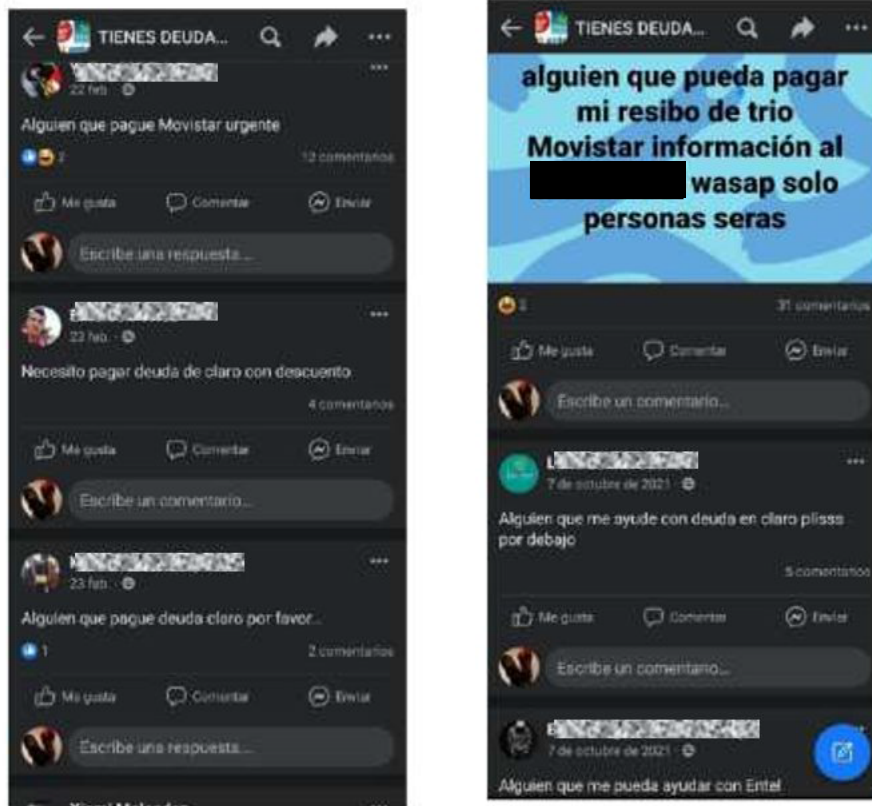 TIENES DEUDA...
22 feb.
Alguien que pague Movistar urgente
2
12 comentarios
Me gusta Comentar Enviar
Escribe una respuesta...
23 feb.
Necesito pagar deuda de claro con descuento
4 comentarios
Me gusta Comentar Enviar
Escribe un comentario...
23 feb.
Alguien que pague deuda claro por favor...
1
2 comentarios
Me gusta Comentar Enviar
Escribe una respuesta...
TIENES DEUDA...
alguien que pueda pagar
mi resibo de trio
Movistar información al
wasap solo
personas seras
2
31 comentarios
Me gusta Comentar Enviar
Escribe un comentario...
7 de octubre de 2021
Alguien que me ayude con deuda en claro plisss
por debajo
5 comentarios
Me gusta Comentar Enviar
Escribe un comentario...
7 de octubre de 2021
Alguien que me pueda ayudar con Entel